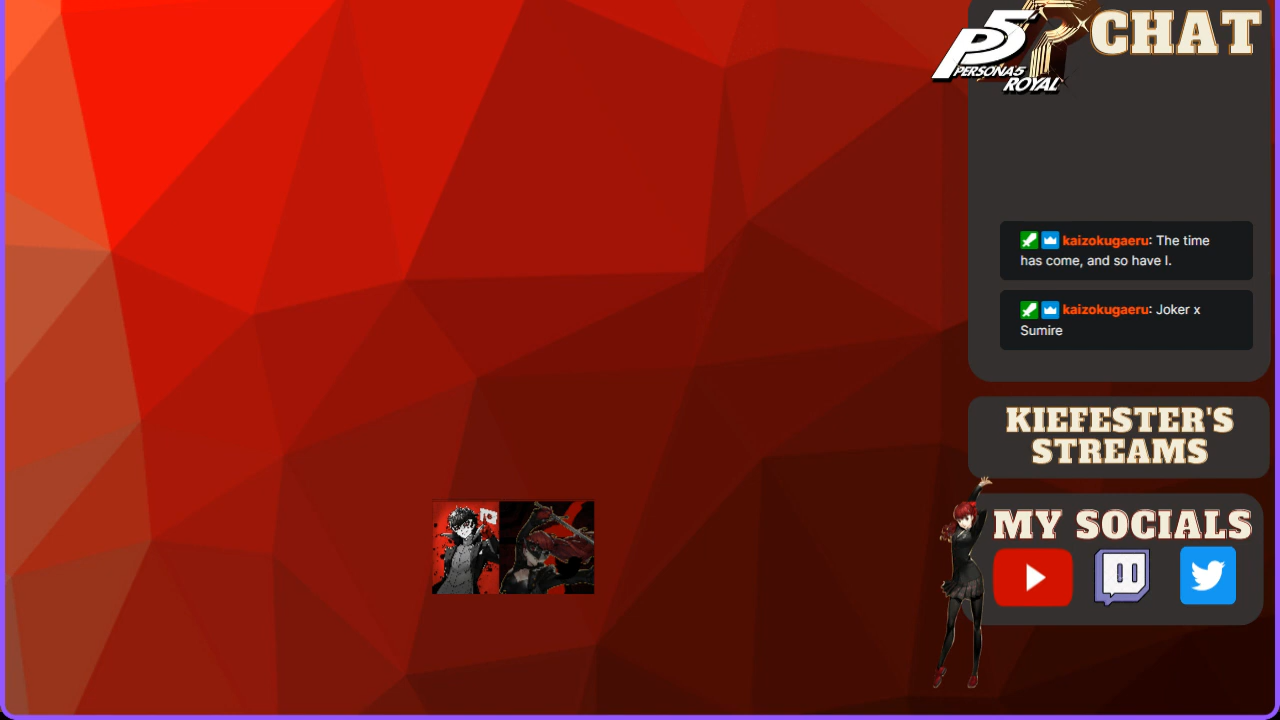 P5R CHAT
PERSONA5
ROYAL
kaizokugaeru: The time
has come, and so have I.
kaizokugaeru: Joker x
Sumire
KIEFESTER'S
STREAMS
MY SOCIALS